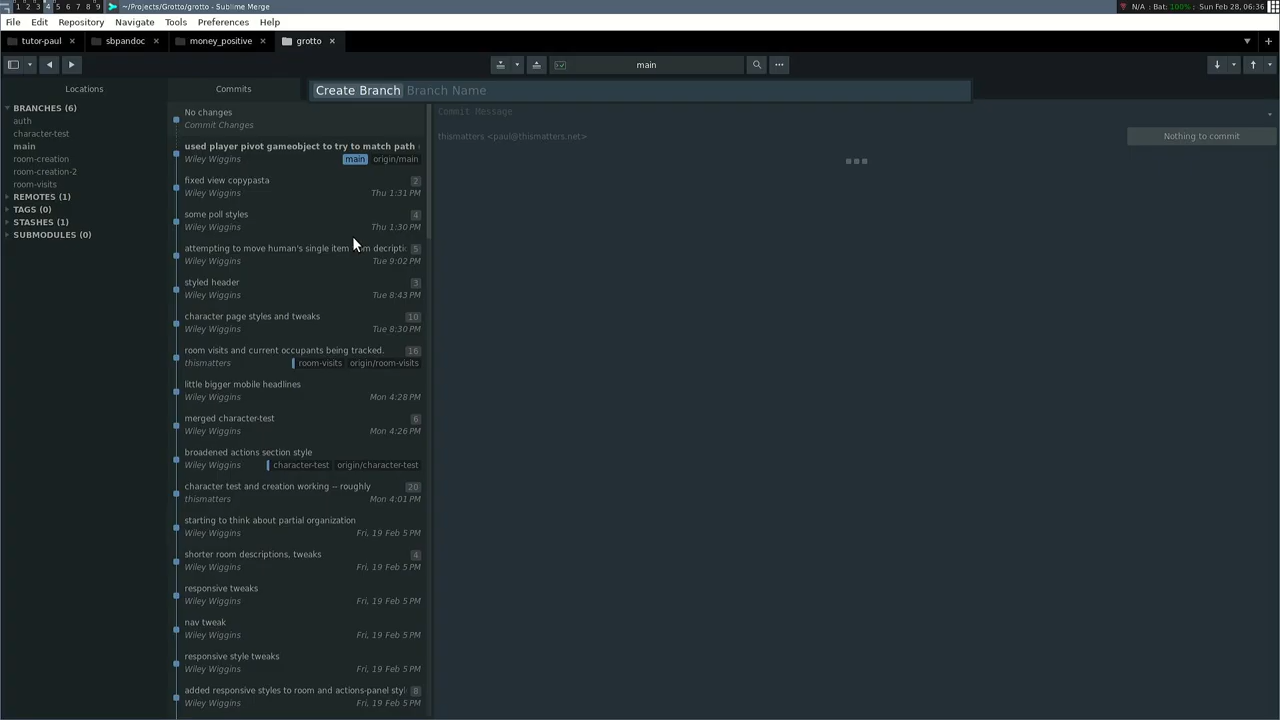 1 2 3 4 5 6 7 8 9 ~/Projects/Grotto/grotto - Sublime Merge N/A : Bat: 100% ; Sun Feb 28, 06:36
File Edit Repository Navigate Tools Preferences Help
tutor-paul sbpandoc money_positive grotto
main
Locations
BRANCHES (6)
auth
character-test
main
room-creation
room-creation-2
room-visits
REMOTES (1)
TAGS (0)
STASHES (1)
SUBMODULES (0)
Commits
No changes
Commit Changes
used player pivot gameobject to try to match path
Wiley Wiggins main origin/main
fixed view copypasta 2
Wiley Wiggins Thu 1:31 PM
some poll styles 4
Wiley Wiggins Thu 1:30 PM
attempting to move human's single item decriptic 5
Wiley Wiggins Tue 9:02 PM
styled header 3
Wiley Wiggins Tue 8:43 PM
character page styles and tweaks 10
Wiley Wiggins Tue 8:30 PM
room visits and current occupants being tracked. 16
thismatters room-visits origin/room-visits
little bigger mobile headlines
Wiley Wiggins Mon 4:28 PM
merged character-test 6
Wiley Wiggins Mon 4:26 PM
broadened actions section style
Wiley Wiggins character-test origin/character-test
character test and creation working -- roughly 20
thismatters Mon 4:01 PM
starting to think about partial organization
Wiley Wiggins Fri, 19 Feb 5 PM
shorter room descriptions, tweaks 4
Wiley Wiggins Fri, 19 Feb 5 PM
responsive tweaks
Wiley Wiggins Fri, 19 Feb 5 PM
nav tweak
Wiley Wiggins Fri, 19 Feb 5 PM
responsive style tweaks
Wiley Wiggins Fri, 19 Feb 5 PM
added responsive styles to room and actions-panel styl 8
Wiley Wiggins Fri, 19 Feb 5 PM
Create Branch Branch Name
Commit Message
thismatters <paul@thismatters.net>
Nothing to commit